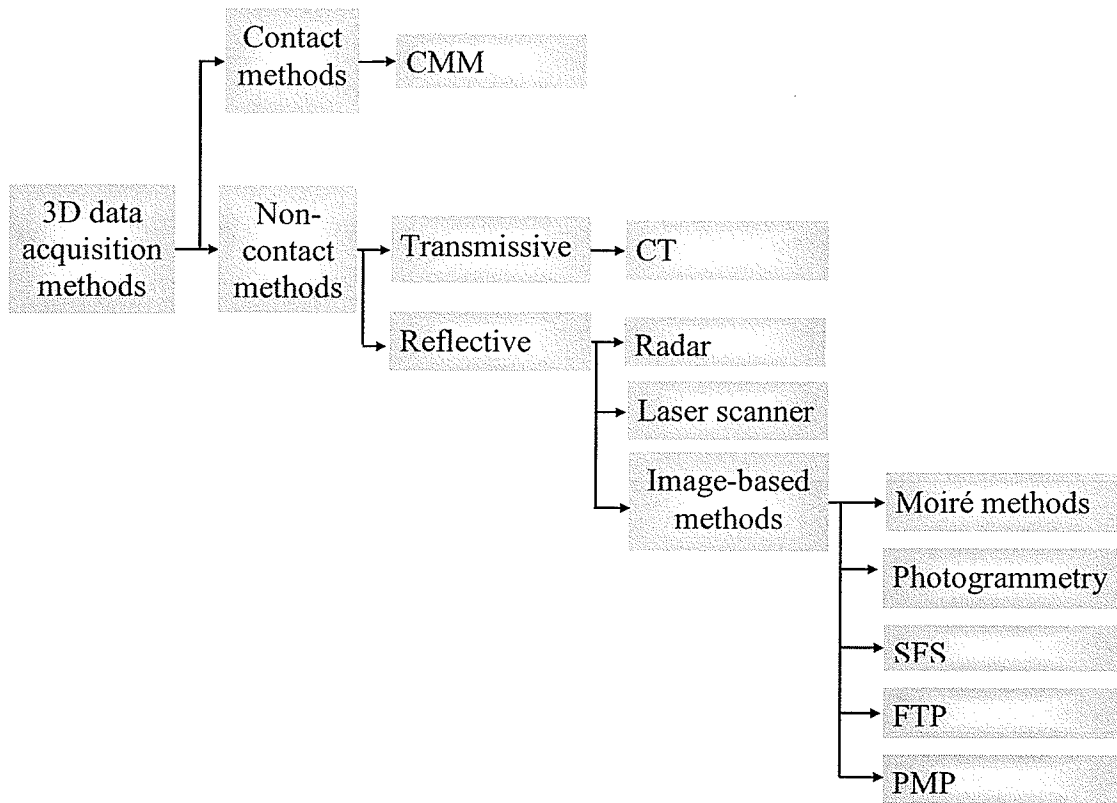 Contact
methods
CMM
3D data
acquisition
methods
Non-
contact
methods
Transmissive
CT
Reflective
Radar
Laser scanner
Image-based
methods
Moiré methods
Photogrammetry
SFS
FTP
PMP